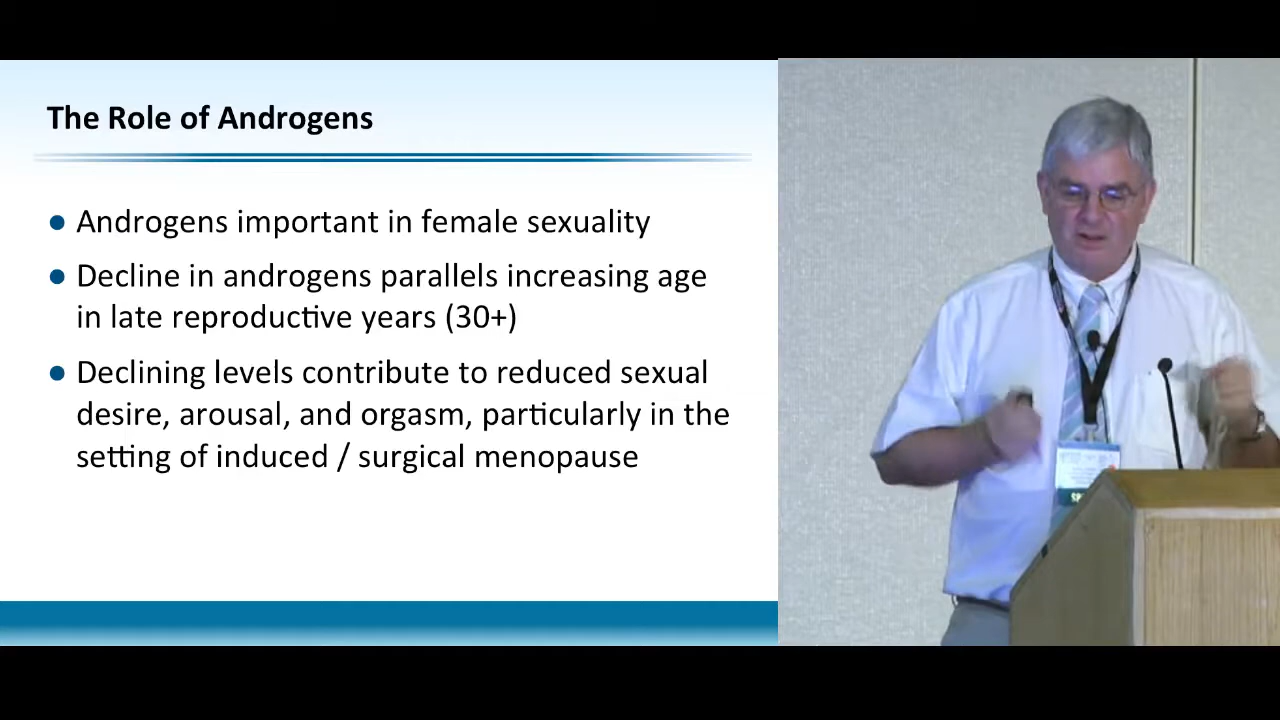 The Role of Androgens
● Androgens important in female sexuality
● Decline in androgens parallels increasing age
in late reproductive years (30+)
● Declining levels contribute to reduced sexual
desire, arousal, and orgasm, particularly in the
setting of induced / surgical menopause